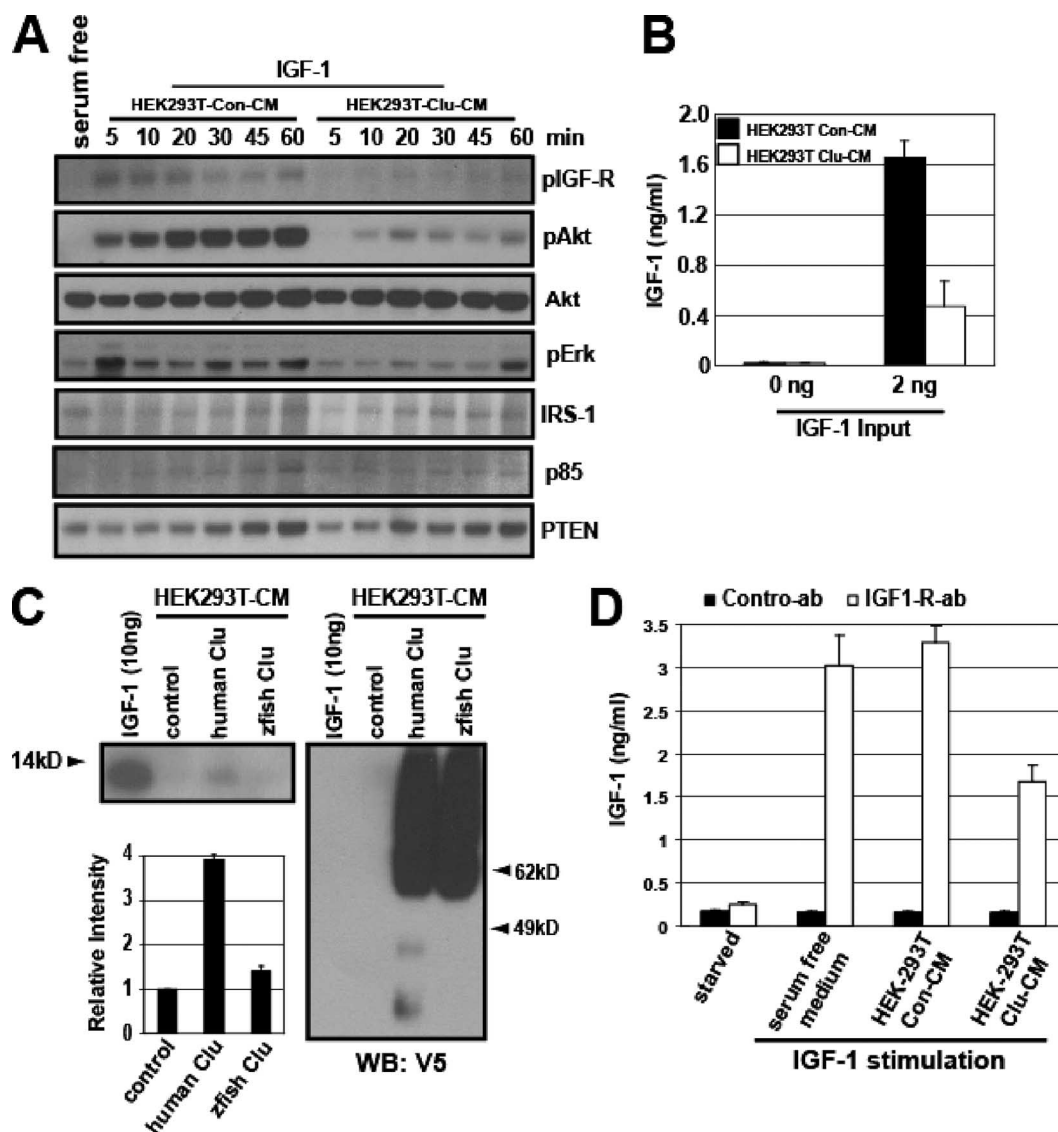 A
serum free
IGF-1
HEK293T-Con-CM
HEK293T-Clu-CM
5 10 20 30 45 60 5 10 20 30 45 60 min
pIGF-R
pAkt
Akt
pErk
IRS-1
p85
PTEN
B
IGF-1 (ng/ml)
2.0
1.6
1.2
0.8
0.4
0
HEK293T Con-CM
HEK293T Clu-CM
0 ng
2 ng
IGF-1 Input
C
HEK293T-CM
IGF-1 (10ng)
control
human Clu
zfish Clu
14kD
Relative Intensity
4
3
2
1
0
control
human Clu
zfish Clu
HEK293T-CM
IGF-1 (10ng)
control
human Clu
zfish Clu
62kD
49kD
WB: V5
D
Contro-ab
IGF1-R-ab
IGF-1 (ng/ml)
3.5
3
2.5
2
1.5
1
0.5
0
starved
serum free
medium
HEK-293T
Con-CM
HEK-293T
Clu-CM
IGF-1 stimulation